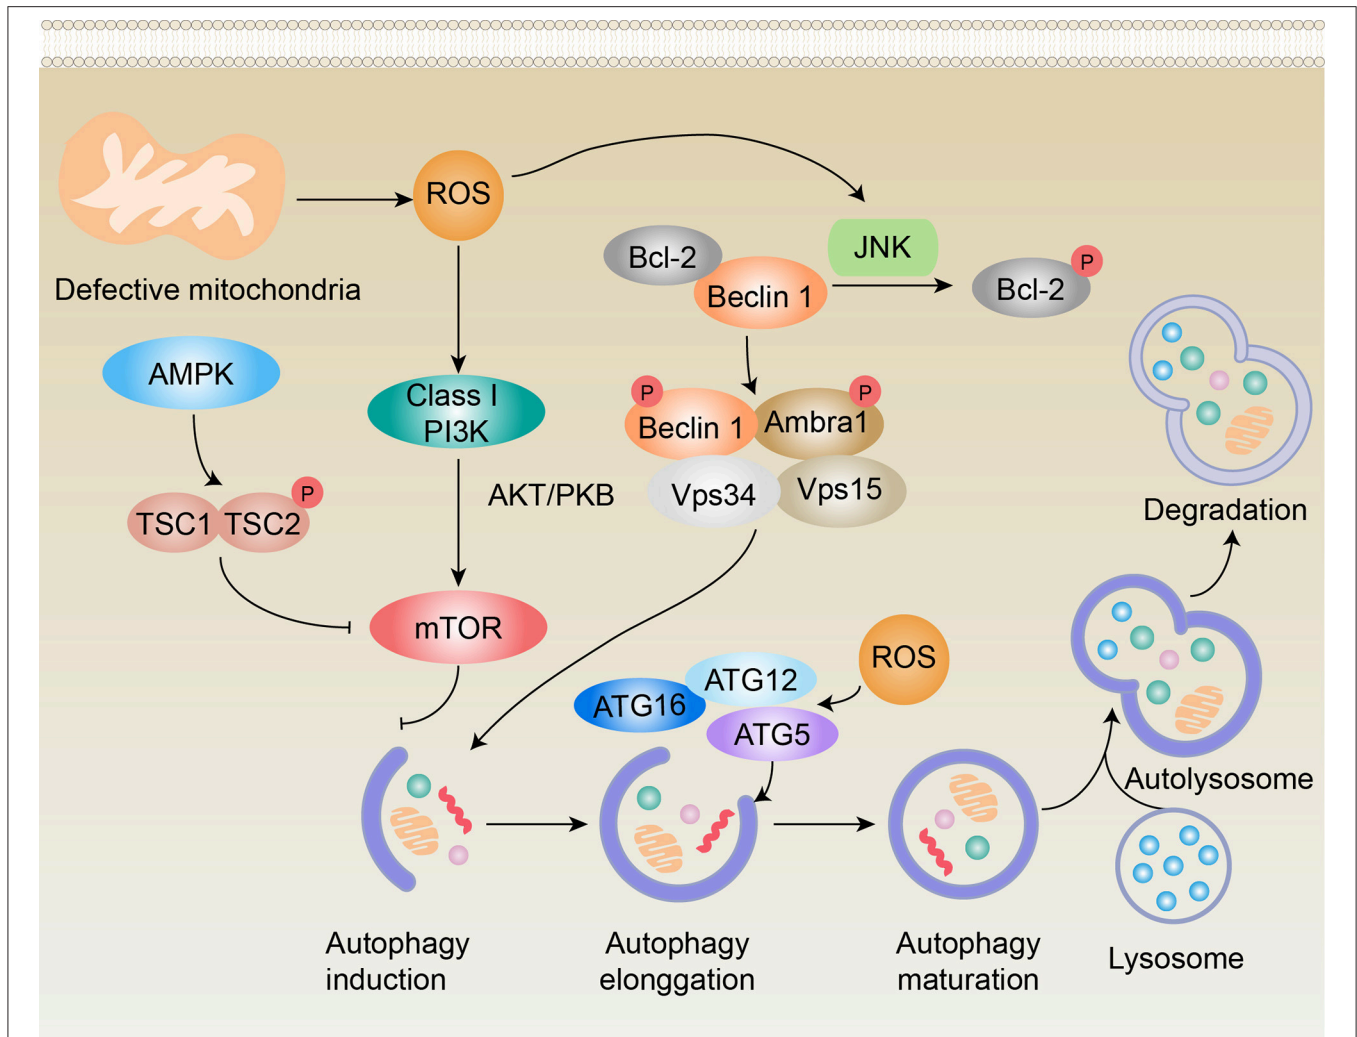 ROS
Defective mitochondria
JNK
Bcl-2
Beclin 1
P
Bcl-2
AMPK
Class I
PI3K
P
P
Beclin 1
Ambra1
Vps34
Vps15
AKT/PKB
P
TSC1
TSC2
Degradation
mTOR
ROS
ATG12
ATG16
ATG5
Autolysosome
Autophagy
induction
Autophagy
elonggation
Autophagy
maturation
Lysosome